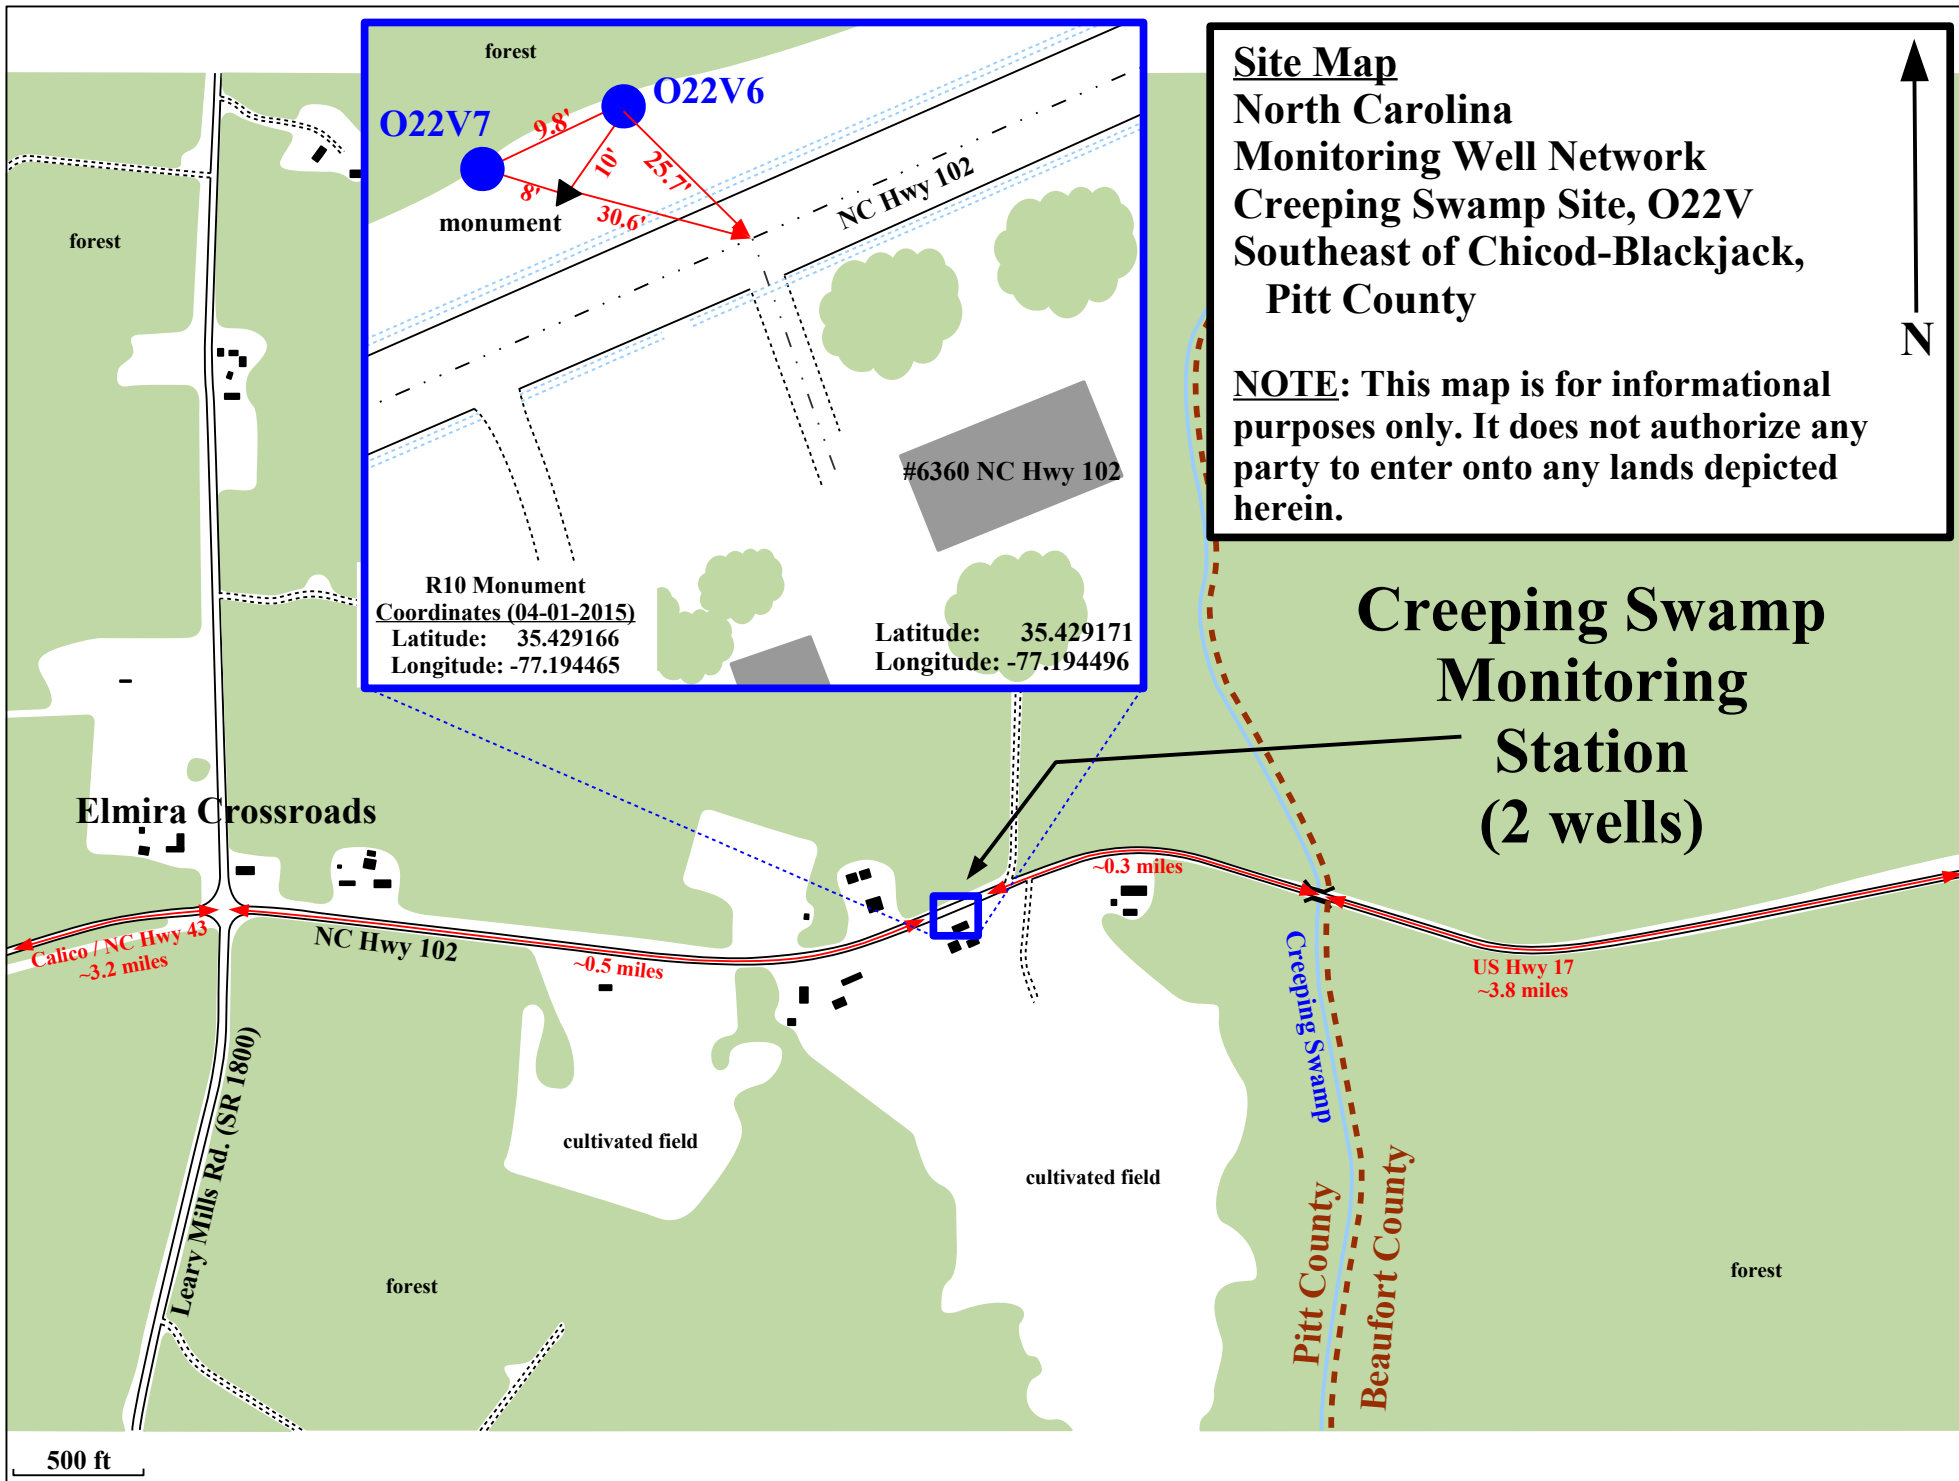 Site Map
North Carolina
Monitoring Well Network
Creeping Swamp Site, O22V
Southeast of Chicod-Blackjack,
Pitt County
NOTE: This map is for informational
purposes only. It does not authorize any
party to enter onto any lands depicted
herein.
N
forest
O22V6
O22V7
9.8'
10'
25.7'
8'
30.6'
monument
NC Hwy 102
#6360 NC Hwy 102
R10 Monument
Coordinates (04-01-2015)
Latitude: 35.429166
Longitude: -77.194465
Latitude: 35.429171
Longitude: -77.194496
forest
Creeping Swamp
Monitoring
Station
(2 wells)
Elmira Crossroads
~0.3 miles
Calico / NC Hwy 43
~3.2 miles
NC Hwy 102
~0.5 miles
US Hwy 17
~3.8 miles
Creeping Swamp
Leary Mills Rd. (SR 1800)
cultivated field
cultivated field
Pitt County
Beaufort County
forest
forest
500 ft